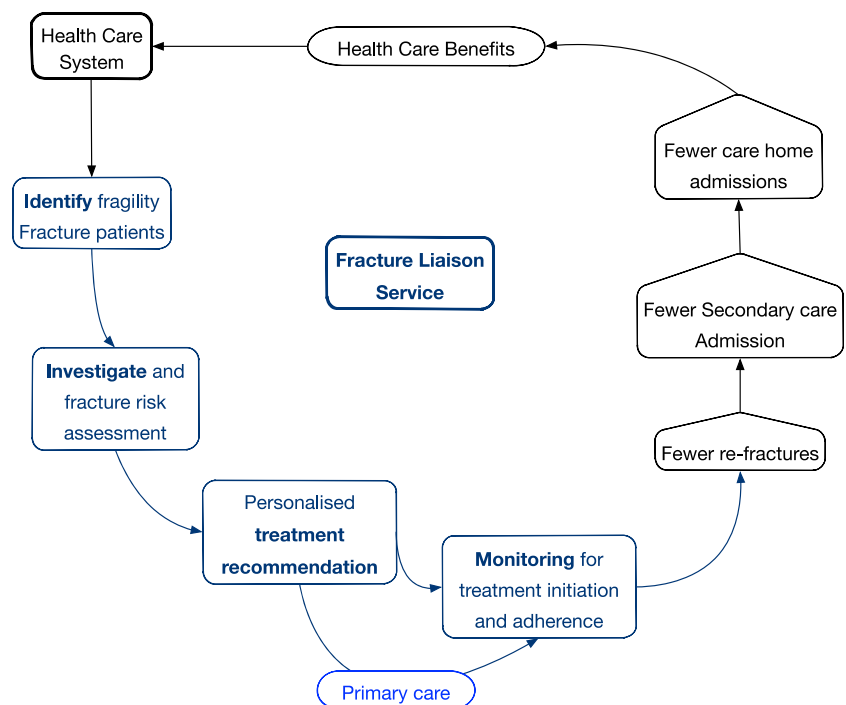 Health Care
System
Health Care Benefits
Fewer care home
admissions
Identify fragility
Fracture patients
Fracture Liaison
Service
Fewer Secondary care
Admission
Investigate and
fracture risk
assessment
Fewer re-fractures
Personalised
treatment
recommendation
Monitoring for
treatment initiation
and adherence
Primary care